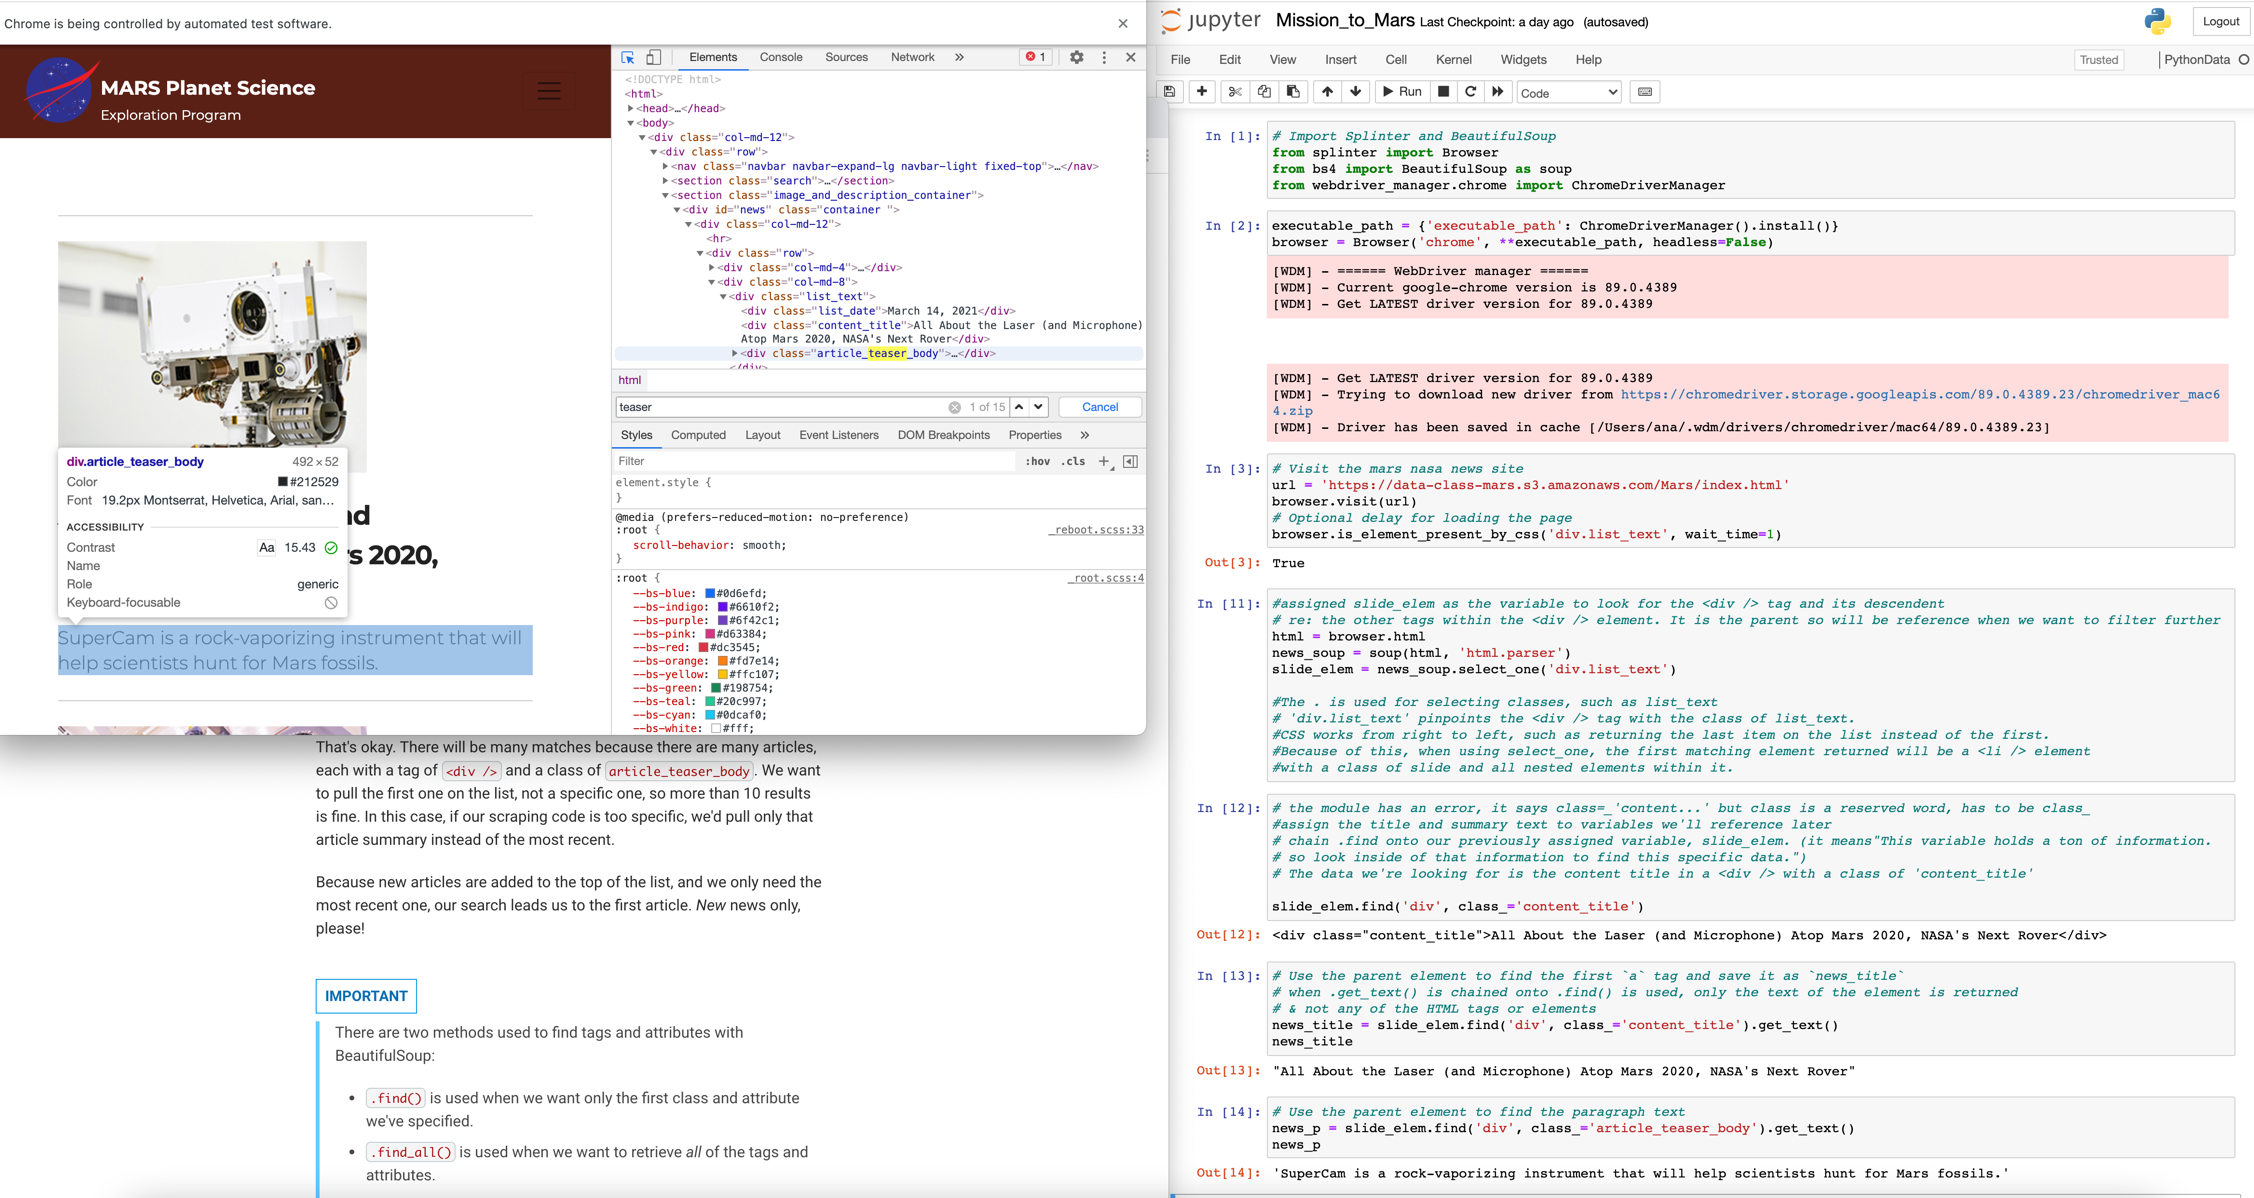 Chrome is being controlled by automated test software.
MARS Planet Science
Exploration Program
div.article_teaser_body 492 × 52
Color #212529
Font 19.2px Montserrat, Helvetica, Arial, san…
ACCESSIBILITY
Contrast Aa 15.43
Name
Role generic
Keyboard-focusable
s 2020,
SuperCam is a rock-vaporizing instrument that will
help scientists hunt for Mars fossils.
Elements Console Sources Network » 1
<!DOCTYPE html>
<html>
<head>…</head>
<body>
<div class="col-md-12">
<div class="row">
<nav class="navbar navbar-expand-lg navbar-light fixed-top">…</nav>
<section class="search">…</section>
<section class="image_and_description_container">
<div id="news" class="container ">
<div class="col-md-12">
<hr>
<div class="row">
<div class="col-md-4">…</div>
<div class="col-md-8">
<div class="list_text">
<div class="list_date">March 14, 2021</div>
<div class="content_title">All About the Laser (and Microphone)
Atop Mars 2020, NASA's Next Rover</div>
<div class="article_teaser_body">…</div>
</div>
html
teaser 1 of 15 Cancel
Styles Computed Layout Event Listeners DOM Breakpoints Properties »
Filter :hov .cls +
element.style {
}
@media (prefers-reduced-motion: no-preference)
:root { _reboot.scss:33
scroll-behavior: smooth;
}
:root { _root.scss:4
--bs-blue: #0d6efd;
--bs-indigo: #6610f2;
--bs-purple: #6f42c1;
--bs-pink: #d63384;
--bs-red: #dc3545;
--bs-orange: #fd7e14;
--bs-yellow: #ffc107;
--bs-green: #198754;
--bs-teal: #20c997;
--bs-cyan: #0dcaf0;
--bs-white: #fff;
That's okay. There will be many matches because there are many articles,
each with a tag of <div /> and a class of article_teaser_body. We want
to pull the first one on the list, not a specific one, so more than 10 results
is fine. In this case, if our scraping code is too specific, we'd pull only that
article summary instead of the most recent.
Because new articles are added to the top of the list, and we only need the
most recent one, our search leads us to the first article. New news only,
please!
IMPORTANT
There are two methods used to find tags and attributes with
BeautifulSoup:
• .find() is used when we want only the first class and attribute
we've specified.
• .find_all() is used when we want to retrieve all of the tags and
attributes.
jupyter Mission_to_Mars Last Checkpoint: a day ago (autosaved) Logout
File Edit View Insert Cell Kernel Widgets Help Trusted PythonData
Run Code
In [1]: # Import Splinter and BeautifulSoup
from splinter import Browser
from bs4 import BeautifulSoup as soup
from webdriver_manager.chrome import ChromeDriverManager
In [2]: executable_path = {'executable_path': ChromeDriverManager().install()}
browser = Browser('chrome', **executable_path, headless=False)
[WDM] - ====== WebDriver manager ======
[WDM] - Current google-chrome version is 89.0.4389
[WDM] - Get LATEST driver version for 89.0.4389
[WDM] - Get LATEST driver version for 89.0.4389
[WDM] - Trying to download new driver from https://chromedriver.storage.googleapis.com/89.0.4389.23/chromedriver_mac6
4.zip
[WDM] - Driver has been saved in cache [/Users/ana/.wdm/drivers/chromedriver/mac64/89.0.4389.23]
In [3]: # Visit the mars nasa news site
url = 'https://data-class-mars.s3.amazonaws.com/Mars/index.html'
browser.visit(url)
# Optional delay for loading the page
browser.is_element_present_by_css('div.list_text', wait_time=1)
Out[3]: True
In [11]: #assigned slide_elem as the variable to look for the <div /> tag and its descendent
# re: the other tags within the <div /> element. It is the parent so will be reference when we want to filter further
html = browser.html
news_soup = soup(html, 'html.parser')
slide_elem = news_soup.select_one('div.list_text')
#The . is used for selecting classes, such as list_text
# 'div.list_text' pinpoints the <div /> tag with the class of list_text.
#CSS works from right to left, such as returning the last item on the list instead of the first.
#Because of this, when using select_one, the first matching element returned will be a <li /> element
#with a class of slide and all nested elements within it.
In [12]: # the module has an error, it says class=_'content...' but class is a reserved word, has to be class_
#assign the title and summary text to variables we'll reference later
# chain .find onto our previously assigned variable, slide_elem. (it means"This variable holds a ton of information.
# so look inside of that information to find this specific data.")
# The data we're looking for is the content title in a <div /> with a class of 'content_title'
slide_elem.find('div', class_='content_title')
Out[12]: <div class="content_title">All About the Laser (and Microphone) Atop Mars 2020, NASA's Next Rover</div>
In [13]: # Use the parent element to find the first `a` tag and save it as `news_title`
# when .get_text() is chained onto .find() is used, only the text of the element is returned
# & not any of the HTML tags or elements
news_title = slide_elem.find('div', class_='content_title').get_text()
news_title
Out[13]: "All About the Laser (and Microphone) Atop Mars 2020, NASA's Next Rover"
In [14]: # Use the parent element to find the paragraph text
news_p = slide_elem.find('div', class_='article_teaser_body').get_text()
news_p
Out[14]: 'SuperCam is a rock-vaporizing instrument that will help scientists hunt for Mars fossils.'